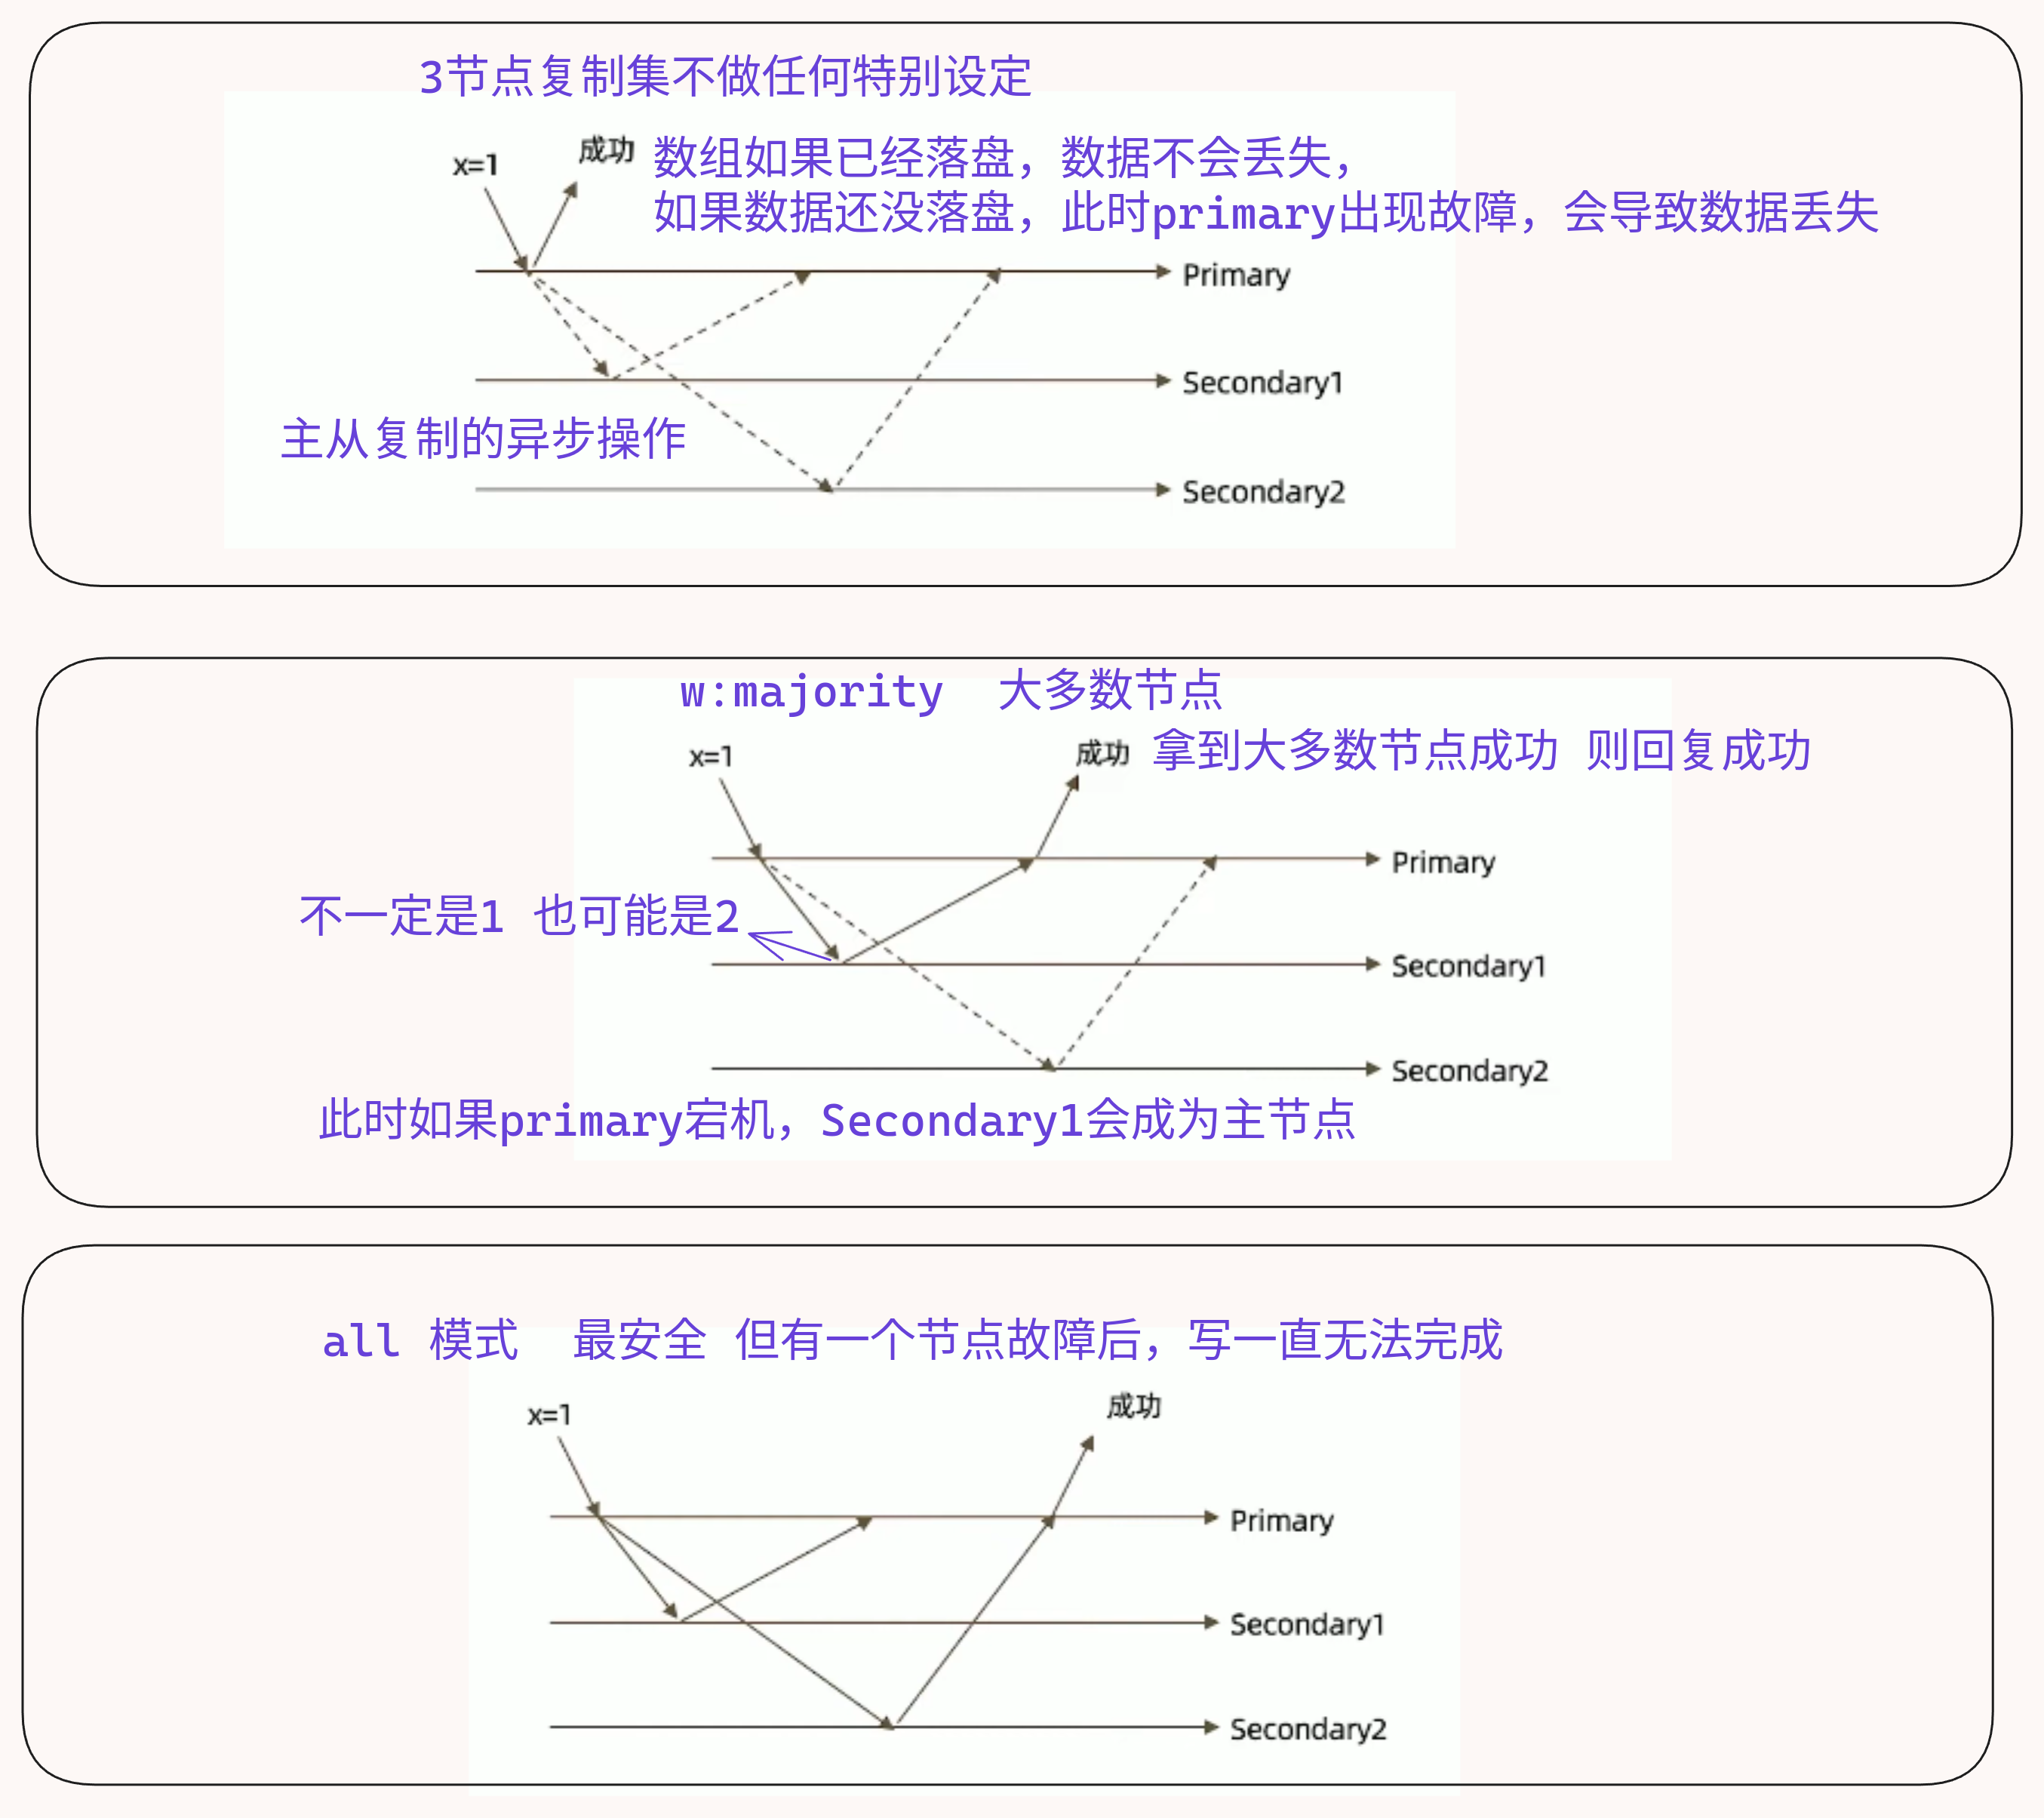 3节点复制集不做任何特别设定
x=1
成功
数组如果已经落盘，数据不会丢失，
如果数据还没落盘，此时primary出现故障，会导致数据丢失
Primary
Secondary1
主从复制的异步操作
Secondary2
w:majority 大多数节点
x=1
成功
拿到大多数节点成功 则回复成功
Primary
不一定是1 也可能是2
Secondary1
Secondary2
此时如果primary宕机，Secondary1会成为主节点
all 模式 最安全 但有一个节点故障后，写一直无法完成
x=1
成功
Primary
Secondary1
Secondary2